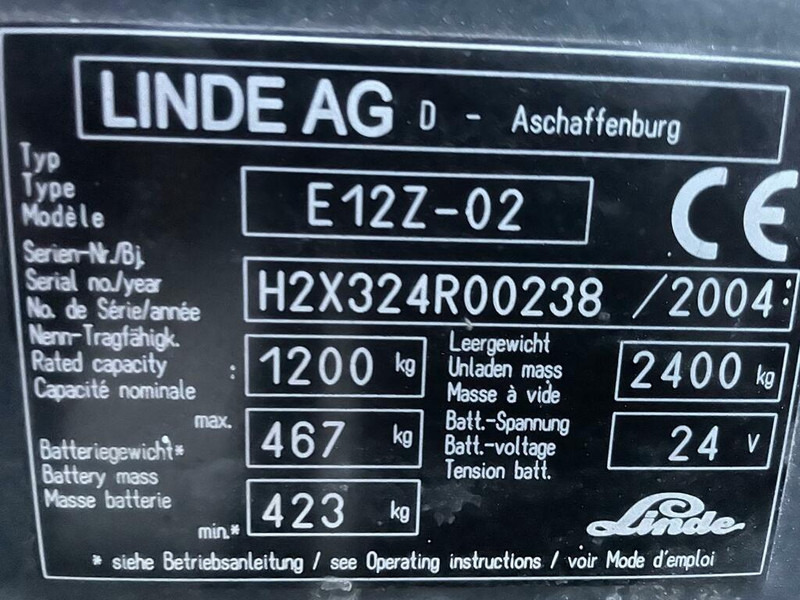 LINDE AG D - Aschaffenburg
Typ
Type
Modèle
E12Z-02
CE
Serien-Nr./Bj.
Serial no./year
No. de Série/année
H2X324R00238 /2004
Nenn-Tragfähigk.
Rated capacity :
Capacité nominale
1200 kg
Leergewicht
Unladen mass
Masse à vide
2400 kg
Batteriegewicht*
Battery mass
Masse batterie
max. 467 kg
min.* 423 kg
Batt.-Spannung
Batt.-voltage
Tension batt.
24 V
Linde
* siehe Betriebsanleitung / see Operating instructions / voir Mode d'emploi